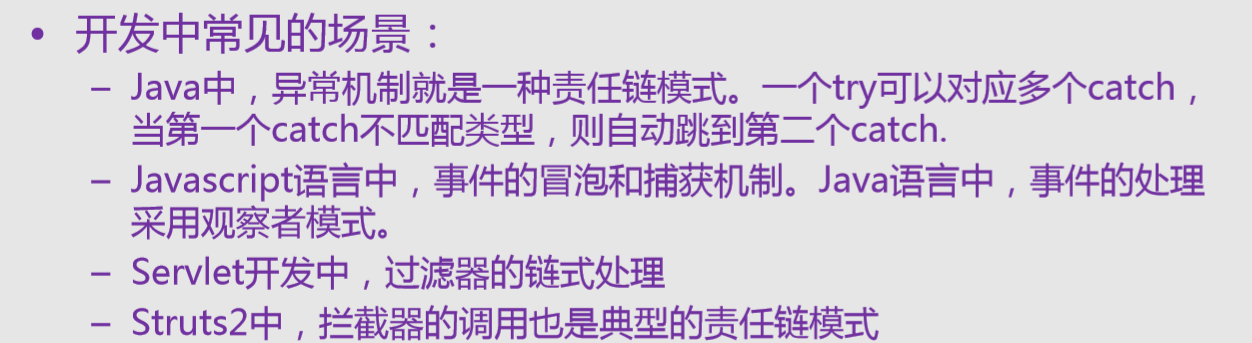 • 开发中常见的场景：
– Java中，异常机制就是一种责任链模式。一个try可以对应多个catch，
当第一个catch不匹配类型，则自动跳到第二个catch.
– Javascript语言中，事件的冒泡和捕获机制。Java语言中，事件的处理
采用观察者模式。
– Servlet开发中，过滤器的链式处理
– Struts2中，拦截器的调用也是典型的责任链模式